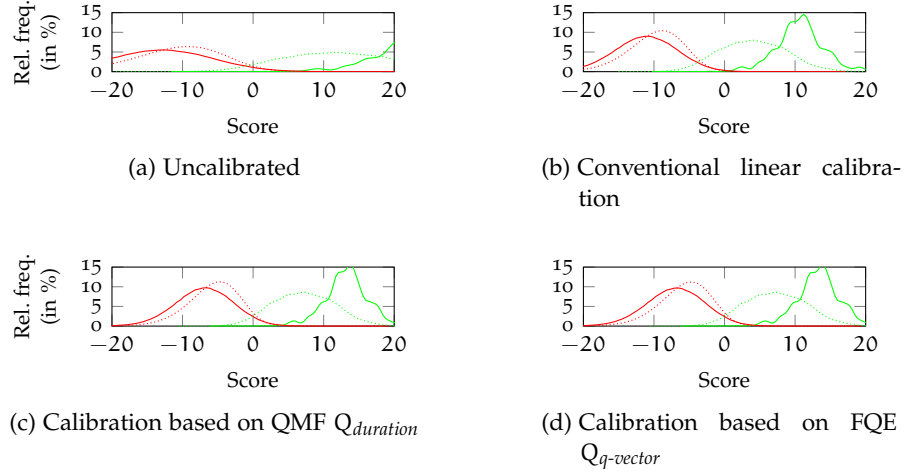 Rel. freq.
(in %)
15
10
5
0
−20 −10 0 10 20
Score
(a) Uncalibrated
15
10
5
0
−20 −10 0 10 20
Score
(b) Conventional linear calibra-
tion
Rel. freq.
(in %)
15
10
5
0
−20 −10 0 10 20
Score
(c) Calibration based on QMF Qduration
15
10
5
0
−20 −10 0 10 20
Score
(d) Calibration based on FQE
Qq-vector